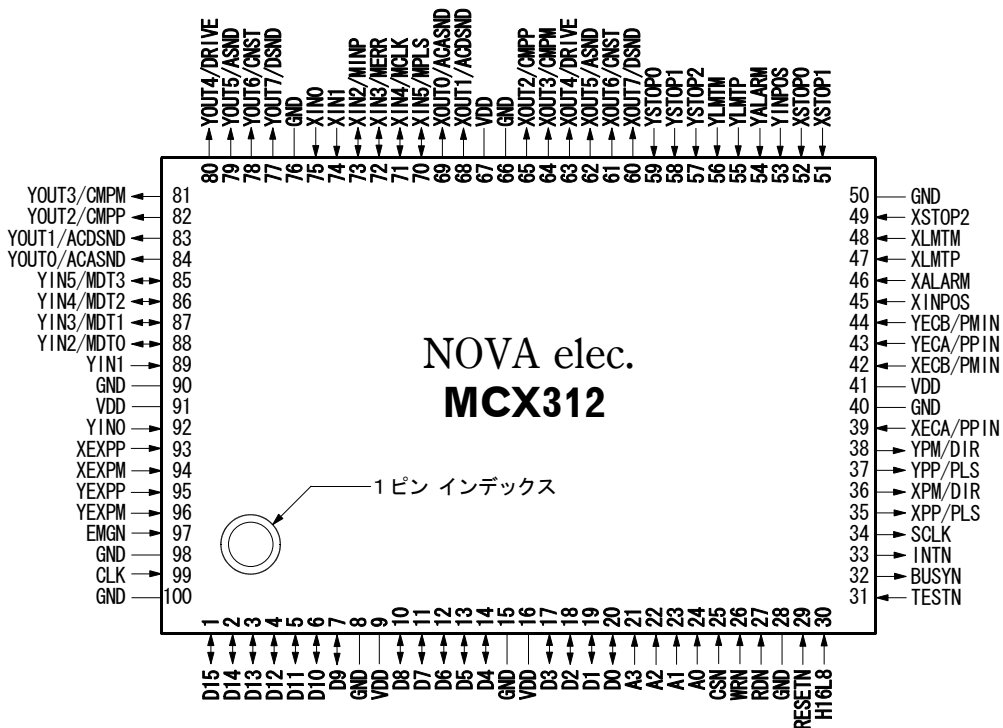 YOUT4/DRIVE
YOUT5/ASND
YOUT6/CNST
YOUT7/DSND
GND
XIN0
XIN1
XIN2/MINP
XIN3/MERR
XIN4/MCLK
XIN5/MPLS
XOUT0/ACASND
XOUT1/ACDSND
VDD
GND
XOUT2/CMPP
XOUT3/CMPM
XOUT4/DRIVE
XOUT5/ASND
XOUT6/CNST
XOUT7/DSND
YSTOP0
YSTOP1
YSTOP2
YLMTM
YLMTP
YALARM
YINPOS
XSTOP0
XSTOP1
80 79 78 77 76 75 74 73 72 71 70 69 68 67 66 65 64 63 62 61 60 59 58 57 56 55 54 53 52 51
YOUT3/CMPM 81
YOUT2/CMPP 82
YOUT1/ACDSND 83
YOUT0/ACASND 84
YIN5/MDT3 85
YIN4/MDT2 86
YIN3/MDT1 87
YIN2/MDT0 88
YIN1 89
GND 90
VDD 91
YIN0 92
XEXPP 93
XEXPM 94
YEXPP 95
YEXPM 96
EMGN 97
GND 98
CLK 99
GND 100
NOVA elec.
MCX312
1ピン インデックス
50 GND
49 XSTOP2
48 XLMTM
47 XLMTP
46 XALARM
45 XINPOS
44 YECB/PMIN
43 YECA/PPIN
42 XECB/PMIN
41 VDD
40 GND
39 XECA/PPIN
38 YPM/DIR
37 YPP/PLS
36 XPM/DIR
35 XPP/PLS
34 SCLK
33 INTN
32 BUSYN
31 TESTN
1 2 3 4 5 6 7 8 9 10 11 12 13 14 15 16 17 18 19 20 21 22 23 24 25 26 27 28 29 30
D15
D14
D13
D12
D11
D10
D9
GND
VDD
D8
D7
D6
D5
D4
GND
VDD
D3
D2
D1
D0
A3
A2
A1
A0
CSN
WRN
RDN
GND
RESETN
H16L8